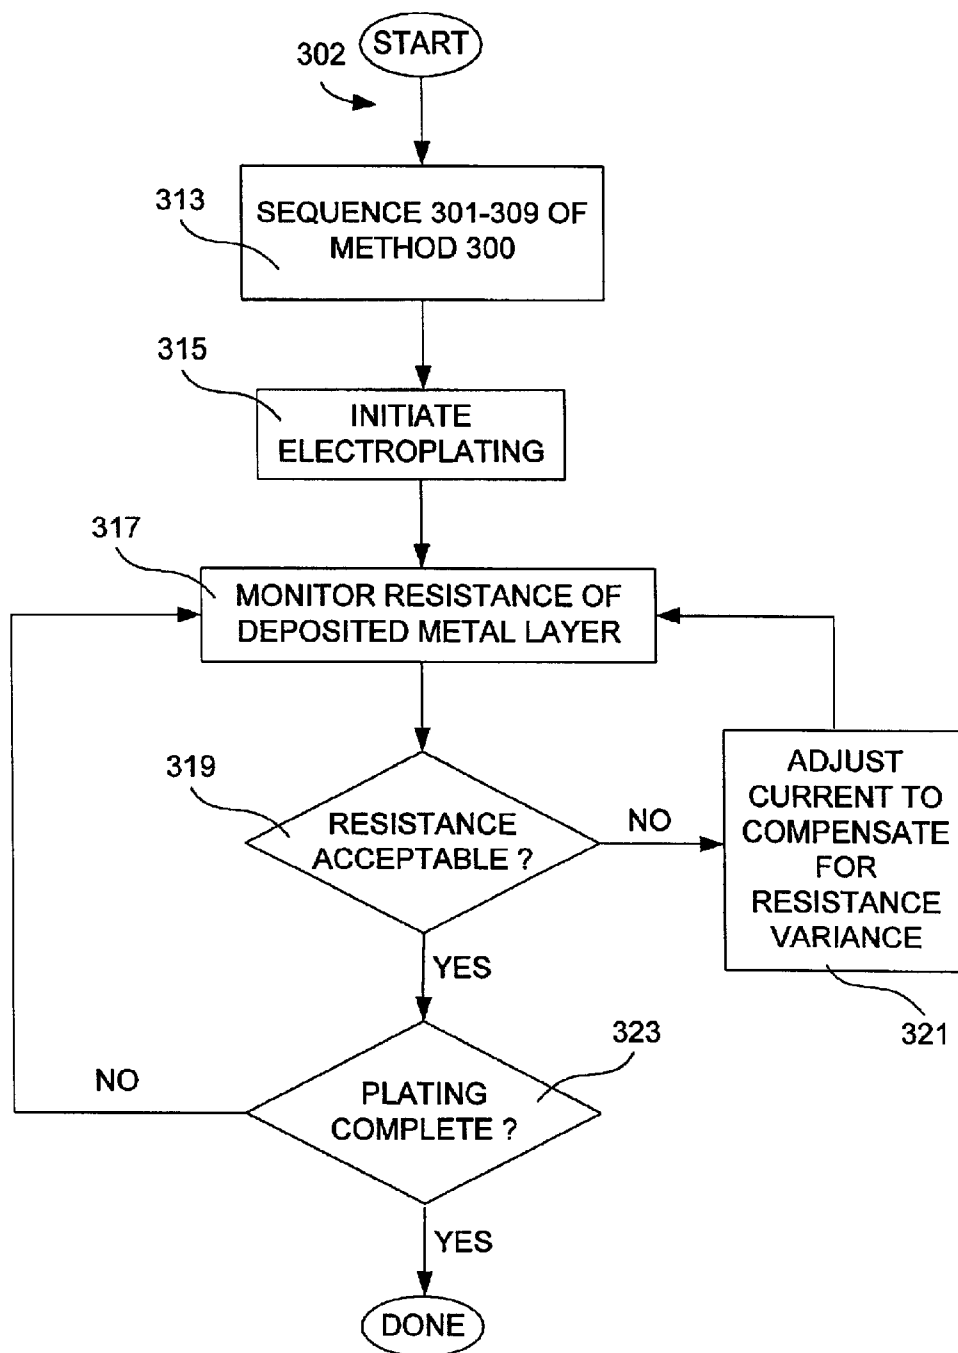 START
302
313
SEQUENCE 301-309 OF
METHOD 300
315
INITIATE
ELECTROPLATING
317
MONITOR RESISTANCE OF
DEPOSITED METAL LAYER
319
RESISTANCE
ACCEPTABLE ?
NO
ADJUST
CURRENT TO
COMPENSATE
FOR
RESISTANCE
VARIANCE
321
YES
323
NO
PLATING
COMPLETE ?
YES
DONE